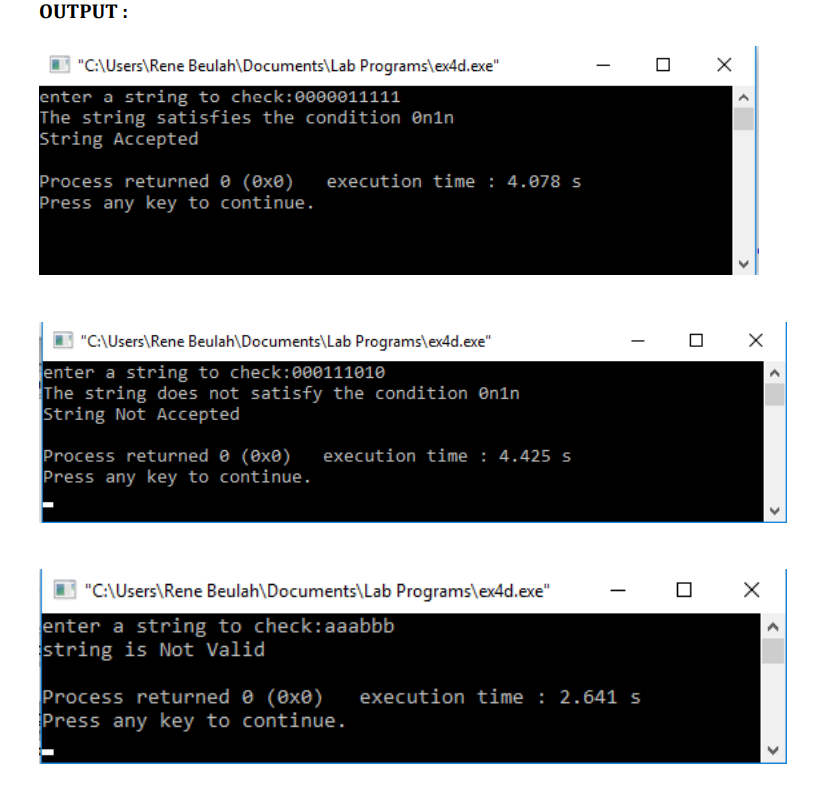 OUTPUT :
"C:\Users\Rene Beulah\Documents\Lab Programs\ex4d.exe"
enter a string to check:0000011111
The string satisfies the condition 0n1n
String Accepted
Process returned 0 (0x0)   execution time : 4.078 s
Press any key to continue.
"C:\Users\Rene Beulah\Documents\Lab Programs\ex4d.exe"
enter a string to check:000111010
The string does not satisfy the condition 0n1n
String Not Accepted
Process returned 0 (0x0)   execution time : 4.425 s
Press any key to continue.
"C:\Users\Rene Beulah\Documents\Lab Programs\ex4d.exe"
enter a string to check:aaabbb
string is Not Valid
Process returned 0 (0x0)   execution time : 2.641 s
Press any key to continue.